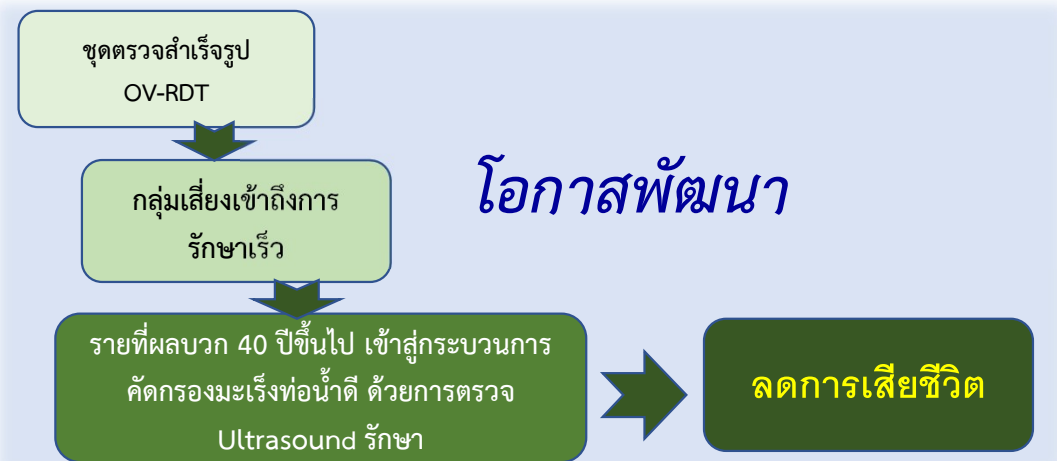 ชุดตรวจสำเร็จรูป
OV-RDT
โอกาสพัฒนา
กลุ่มเสี่ยงเข้าถึงการ
รักษาเร็ว
รายที่ผลบวก 40 ปีขึ้นไป เข้าสู่กระบวนการ
คัดกรองมะเร็งท่อน้ำดี ด้วยการตรวจ
Ultrasound รักษา
ลดการเสียชีวิต